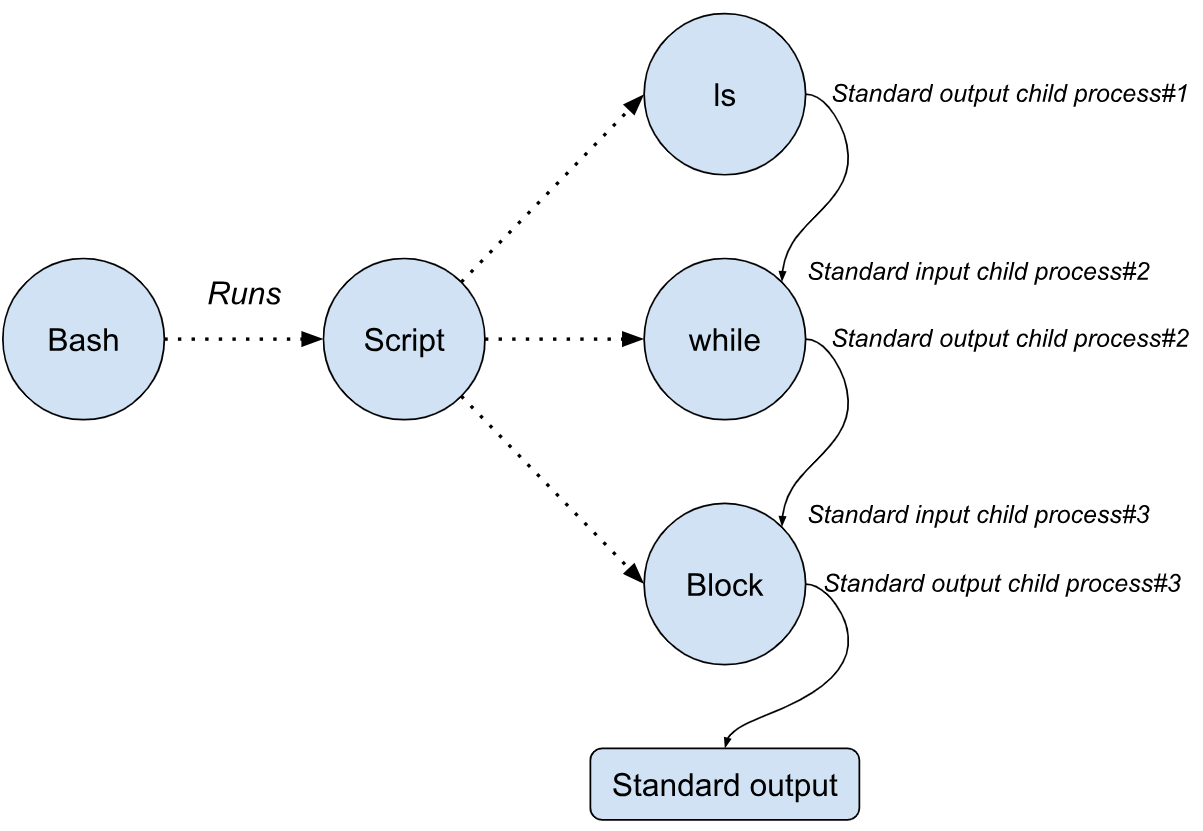 ls
Standard output child process#1
Runs
Standard input child process#2
Bash
Script
while
Standard output child process#2
Standard input child process#3
Block
Standard output child process#3
Standard output